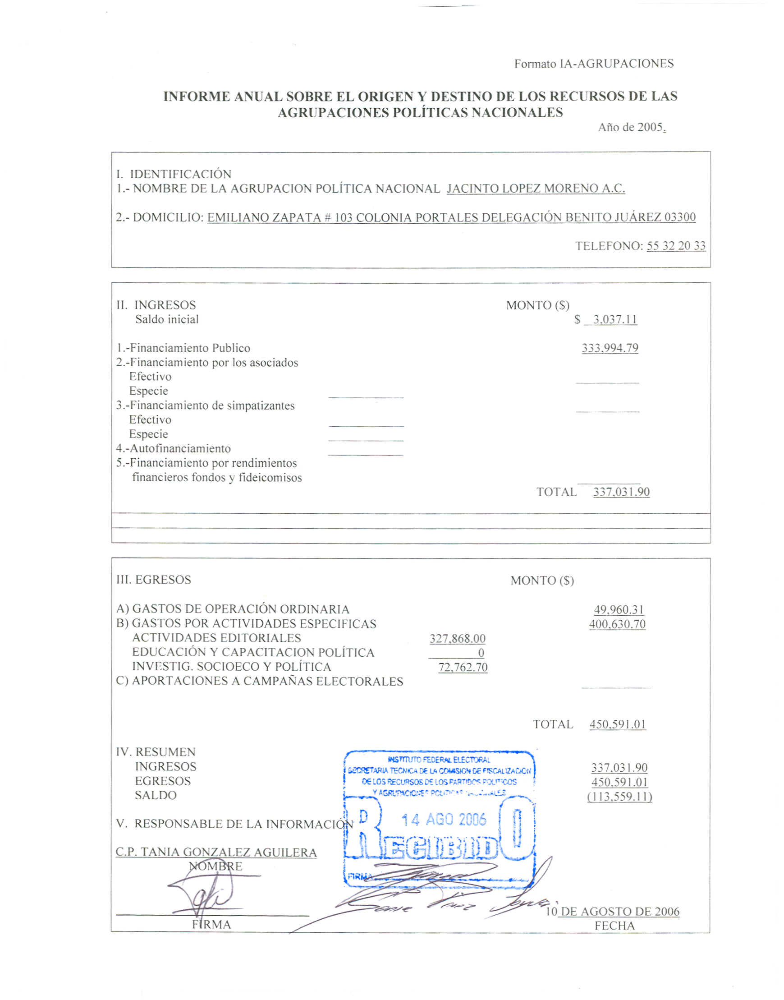 Formato IA-AGRUPACIONES
INFORME ANUAL SOBRE EL ORIGEN Y DESTINO DE LOS RECURSOS DE LAS
AGRUPACIONES POLÍTICAS NACIONALES
Año de 2005.
I. IDENTIFICACIÓN
1.- NOMBRE DE LA AGRUPACION POLÍTICA NACIONAL JACINTO LOPEZ MORENO A.C.
2.- DOMICILIO: EMILIANO ZAPATA # 103 COLONIA PORTALES DELEGACIÓN BENITO JUÁREZ 03300
TELEFONO: 55 32 20 33
II. INGRESOS MONTO ($)
Saldo inicial $ 3,037.11
1.-Financiamiento Publico 333,994.79
2.-Financiamiento por los asociados
Efectivo
Especie
3.-Financiamiento de simpatizantes
Efectivo
Especie
4.-Autofinanciamiento
5.-Financiamiento por rendimientos
financieros fondos y fideicomisos
TOTAL 337,031.90
III. EGRESOS MONTO ($)
A) GASTOS DE OPERACIÓN ORDINARIA 49,960.31
B) GASTOS POR ACTIVIDADES ESPECIFICAS 400,630.70
ACTIVIDADES EDITORIALES 327,868.00
EDUCACIÓN Y CAPACITACION POLÍTICA 0
INVESTIG. SOCIOECO Y POLÍTICA 72,762.70
C) APORTACIONES A CAMPAÑAS ELECTORALES
TOTAL 450,591.01
IV. RESUMEN
INGRESOS 337,031.90
EGRESOS 450,591.01
SALDO (113,559.11)
INSTITUTO FEDERAL ELECTORAL
SECRETARIA TECNICA DE LA COMISION DE FISCALIZACION
DE LOS RECURSOS DE LOS PARTIDOS POLITICOS
Y AGRUPACIONES POLITICAS NACIONALES
14 AGO 2006
RECIBIDO
FIRMA
V. RESPONSABLE DE LA INFORMACIÓN
C.P. TANIA GONZALEZ AGUILERA
NOMBRE
10 DE AGOSTO DE 2006
FIRMA FECHA